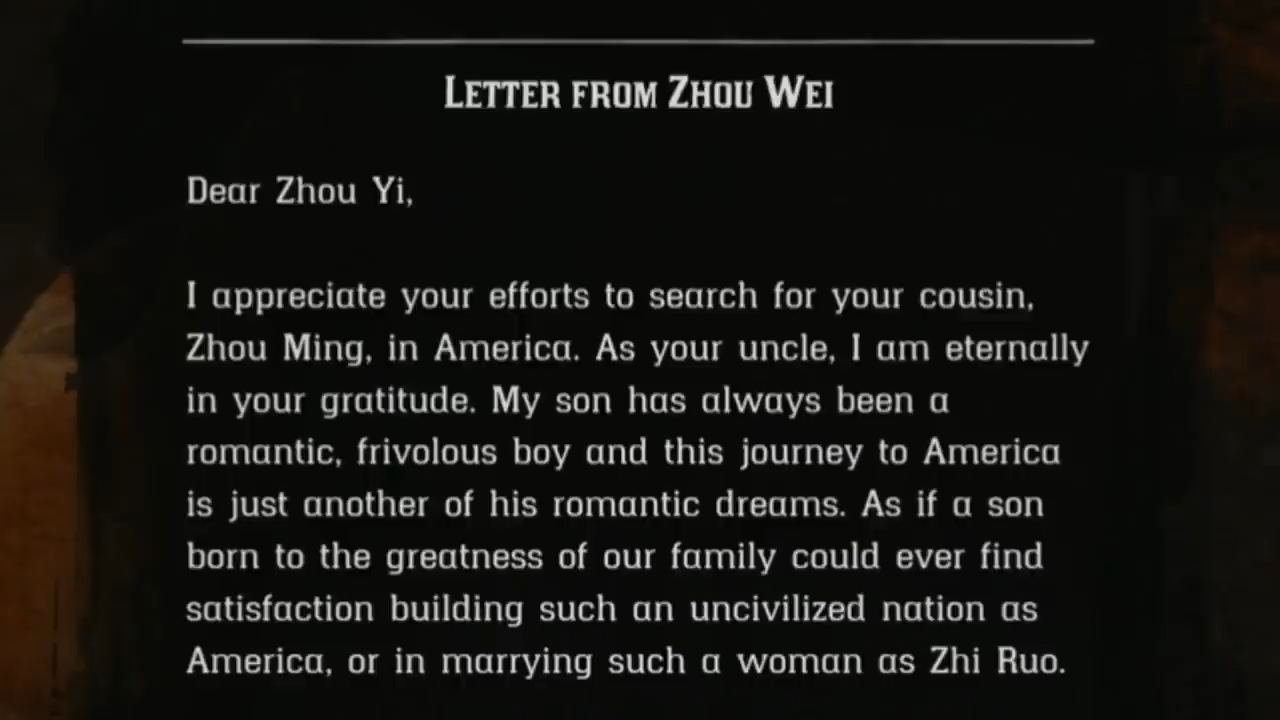 Letter from Zhou Wei
Dear Zhou Yi,
I appreciate your efforts to search for your cousin,
Zhou Ming, in America. As your uncle, I am eternally
in your gratitude. My son has always been a
romantic, frivolous boy and this journey to America
is just another of his romantic dreams. As if a son
born to the greatness of our family could ever find
satisfaction building such an uncivilized nation as
America, or in marrying such a woman as Zhi Ruo.